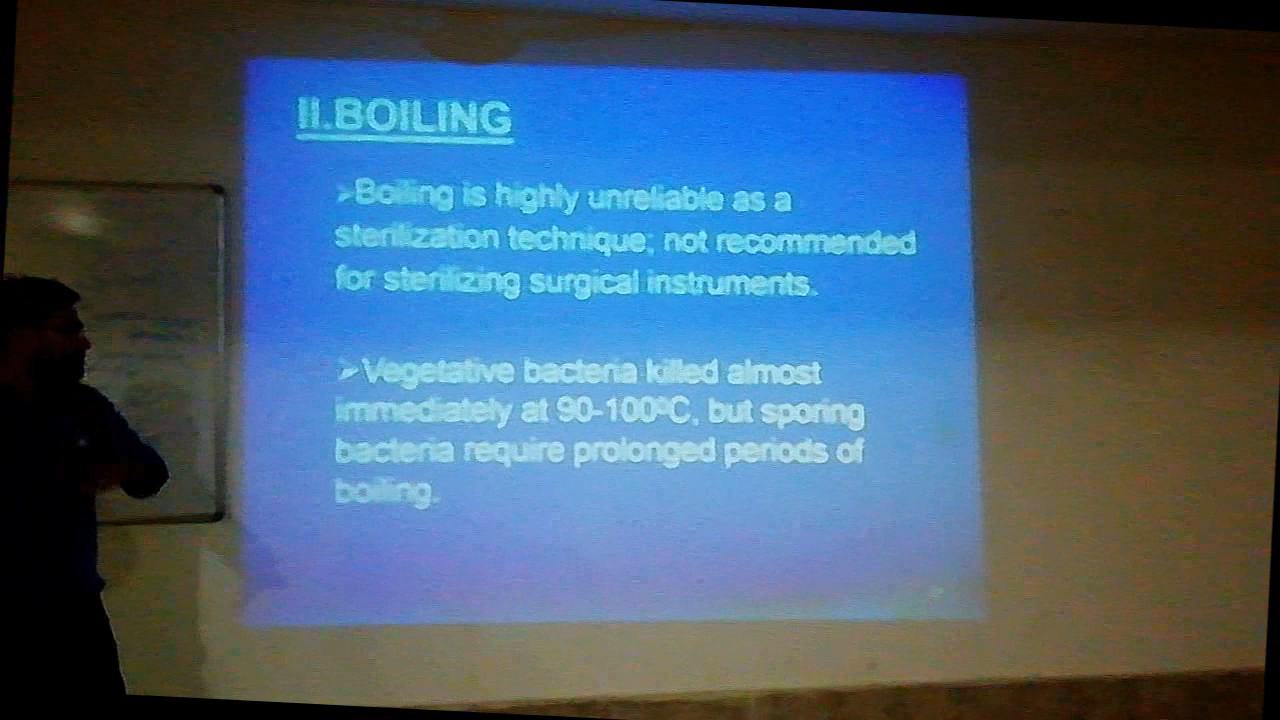 II.BOILING
➢Boiling is highly unreliable as a
sterilization technique; not recommended
for sterilizing surgical instruments.
➢Vegetative bacteria killed almost
immediately at 90-100ºC, but sporing
bacteria require prolonged periods of
boiling.